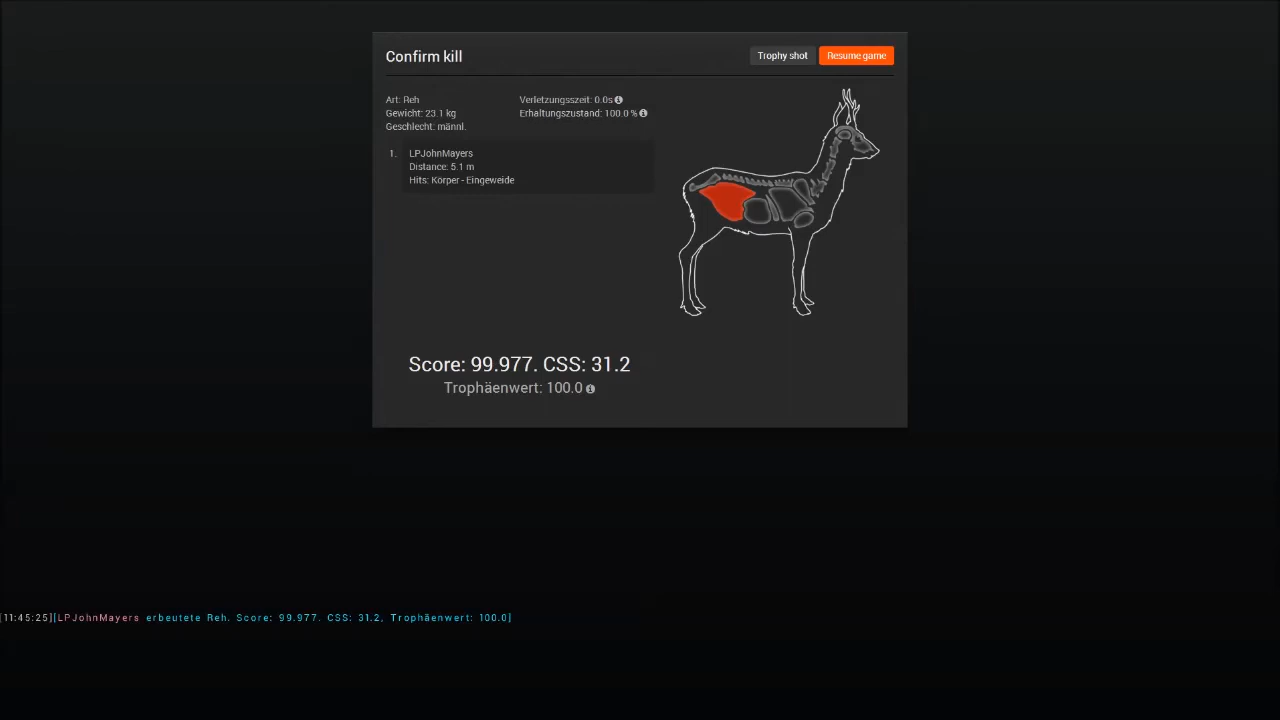 Confirm kill
Trophy shot
Resume game
Art: Reh
Gewicht: 23.1 kg
Geschlecht: männl.
Verletzungsszeit: 0.0s
Erhaltungszustand: 100.0 %
1. LPJohnMayers
Distance: 5.1 m
Hits: Körper - Eingeweide
Score: 99.977. CSS: 31.2
Trophäenwert: 100.0
[11:45:25][LPJohnMayers erbeutete Reh. Score: 99.977. CSS: 31.2, Trophäenwert: 100.0]